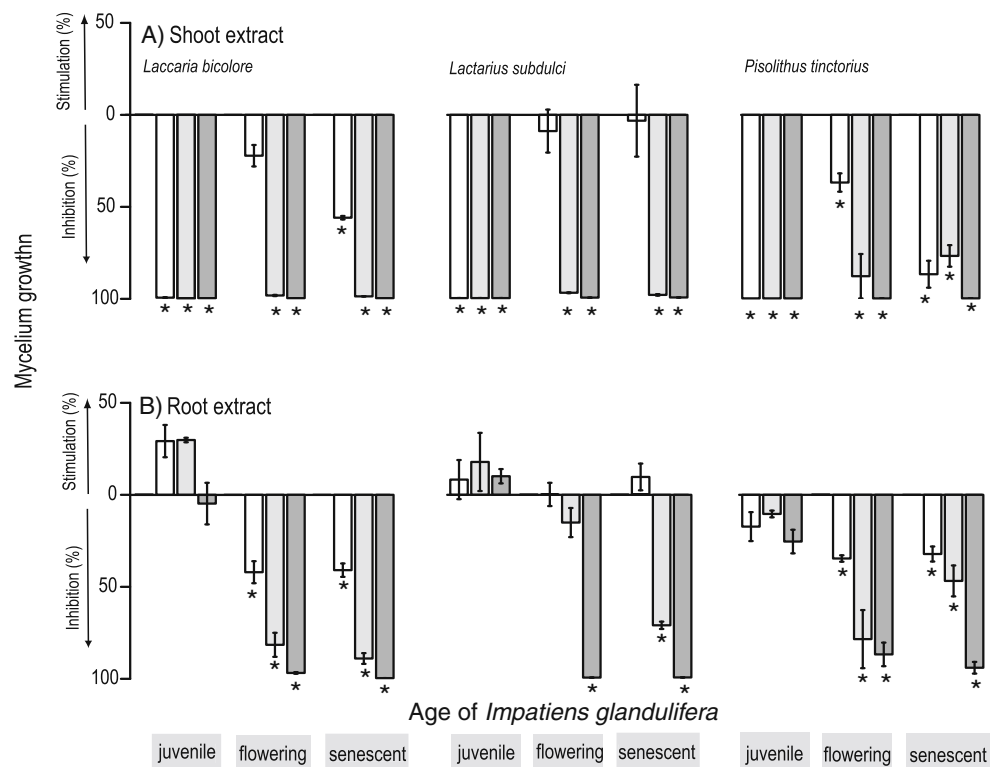 Mycelium growthn
Stimulation (%)
Inhibition (%)
50
0
50
100
A) Shoot extract
Laccaria bicolore
Lactarius subdulci
Pisolithus tinctorius
* * * * * * * *
* * * * * * *
* * * * * * * * *
Stimulation (%)
Inhibition (%)
50
0
50
100
B) Root extract
* * * * * *
* * *
* * * * * *
Age of Impatiens glandulifera
juvenile flowering senescent juvenile flowering senescent juvenile flowering senescent